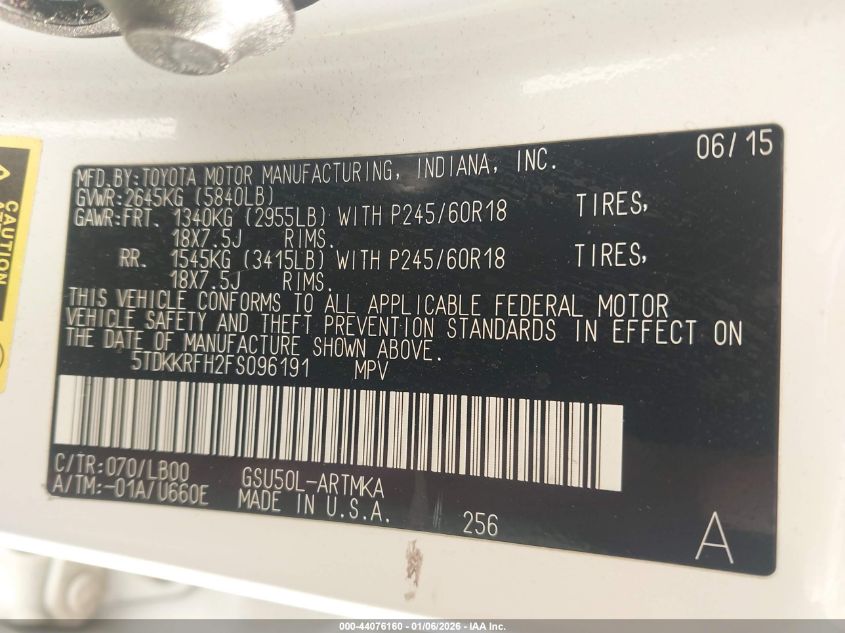 06/15
MFD.BY:TOYOTA MOTOR MANUFACTURING, INDIANA, INC.
GVWR:2645KG (5840LB)
GAWR:FRT. 1340KG (2955LB) WITH P245/60R18 TIRES,
18X7.5J RIMS.
RR. 1545KG (3415LB) WITH P245/60R18 TIRES,
18X7.5J RIMS.
THIS VEHICLE CONFORMS TO ALL APPLICABLE FEDERAL MOTOR
VEHICLE SAFETY AND THEFT PREVENTION STANDARDS IN EFFECT ON
THE DATE OF MANUFACTURE SHOWN ABOVE.
5TDKKRFH2FS096191 MPV
C/TR:070/LB00 GSU50L-ARTMKA
A/TM:-01A/U660E MADE IN U.S.A. 256
A
CAUTION
000-44076160 - 01/06/2026 - IAA Inc.